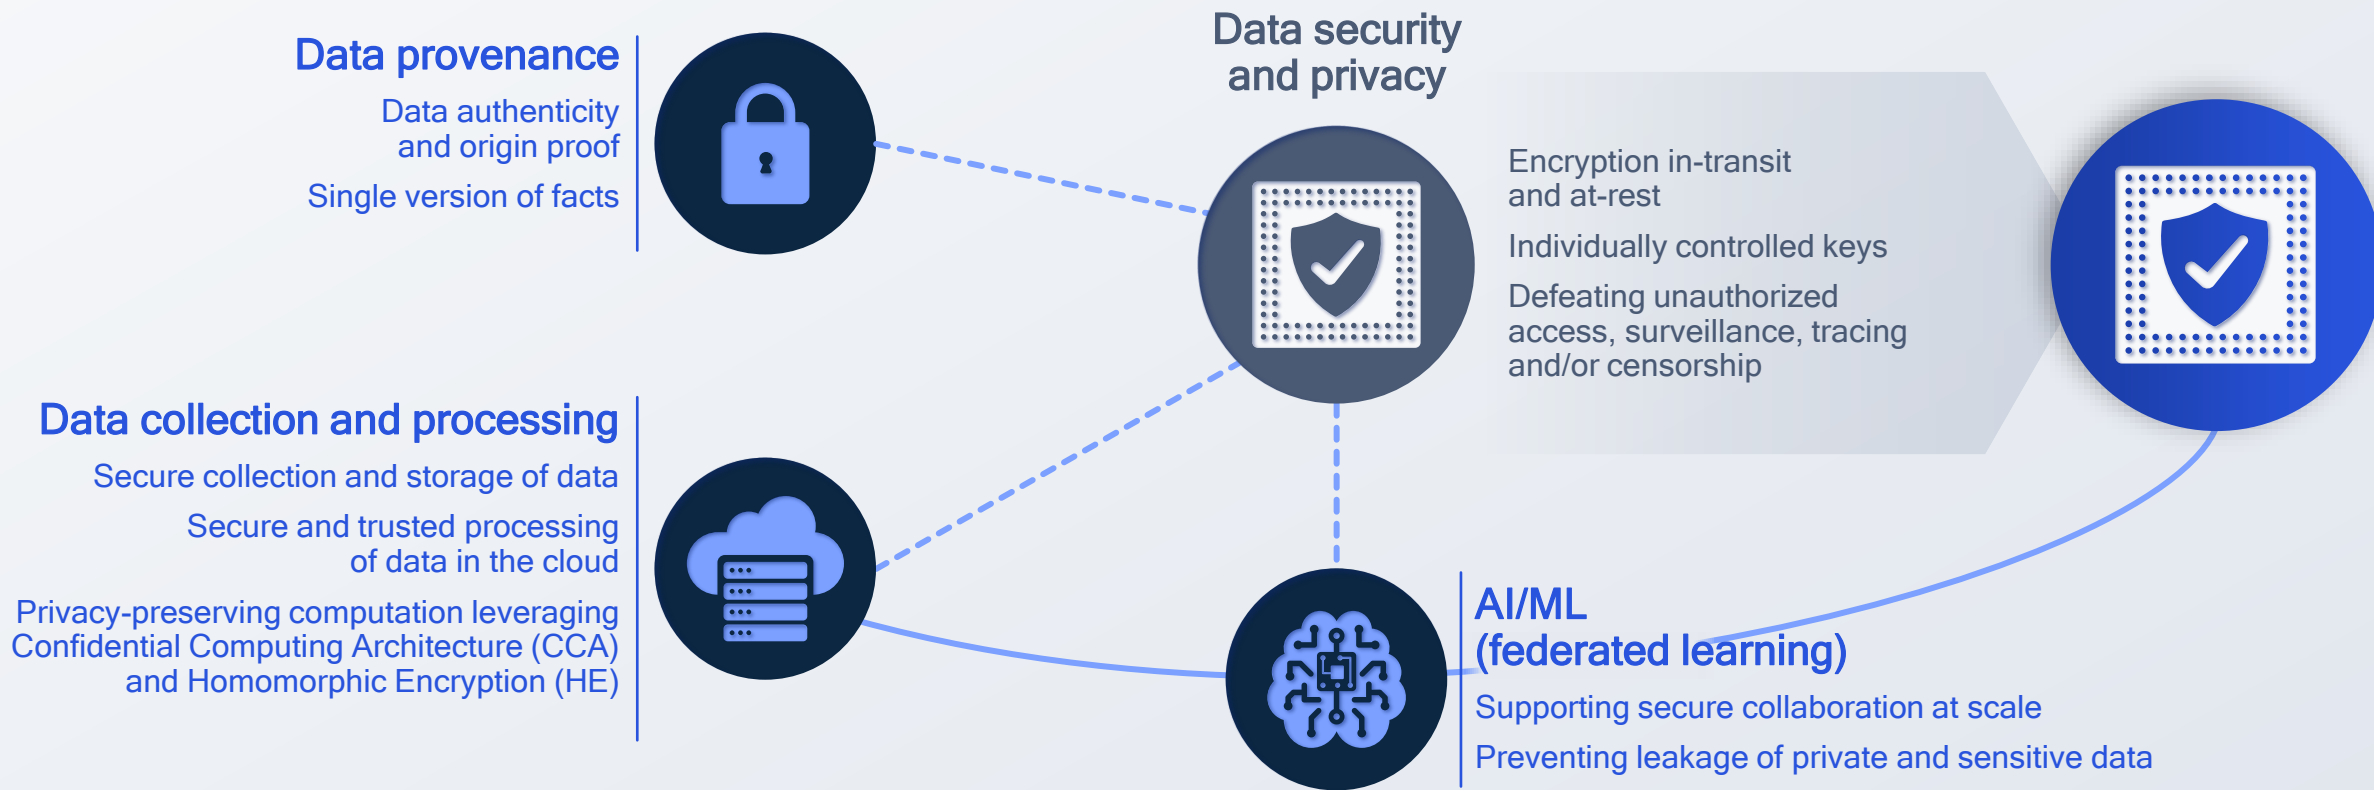 Data provenance
Data authenticity
and origin proof
Single version of facts
Data security
and privacy
Encryption in-transit
and at-rest
Individually controlled keys
Defeating unauthorized
access, surveillance, tracing
and/or censorship
Data collection and processing
Secure collection and storage of data
Secure and trusted processing
of data in the cloud
Privacy-preserving computation leveraging
Confidential Computing Architecture (CCA)
and Homomorphic Encryption (HE)
AI/ML
(federated learning)
Supporting secure collaboration at scale
Preventing leakage of private and sensitive data